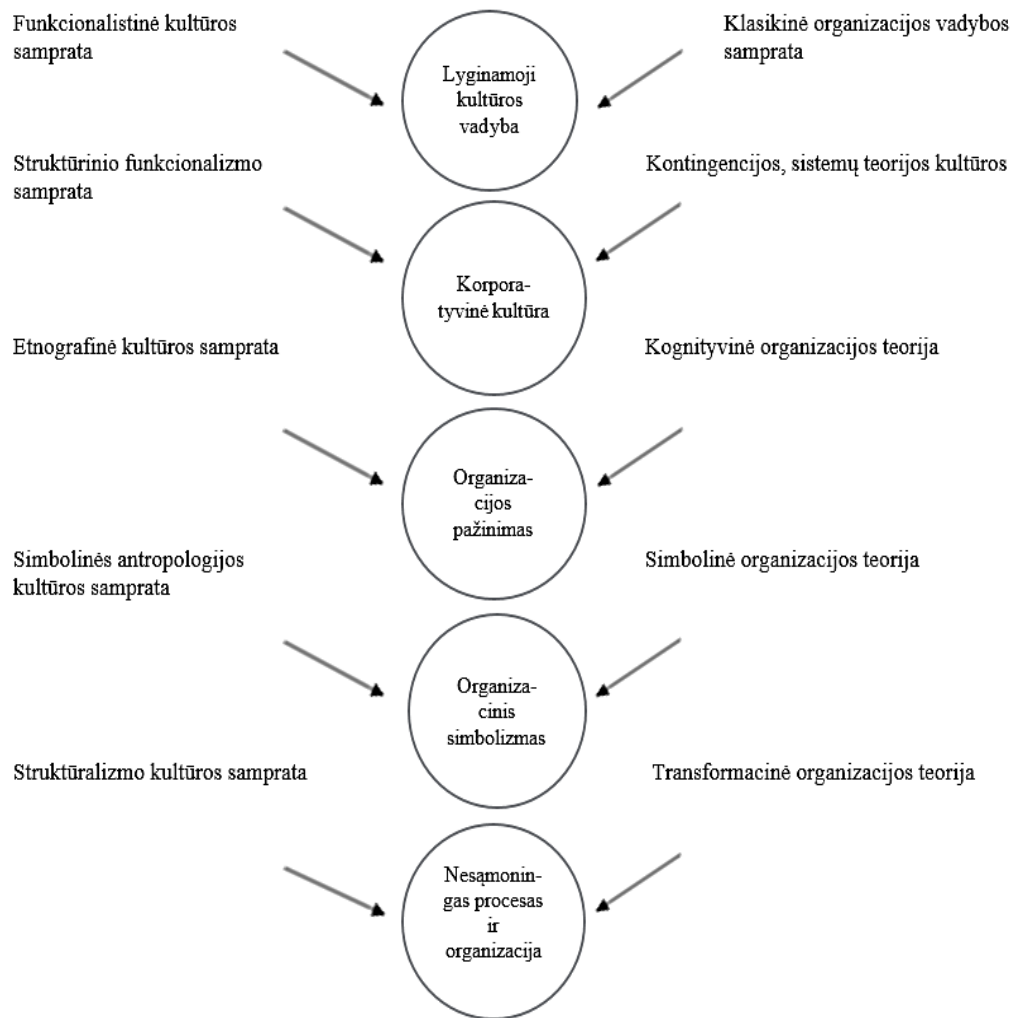 Funkcionalistinė kultūros
samprata
Klasikinė organizacijos vadybos
samprata
Lyginamoji
kultūros
vadyba
Struktūrinio funkcionalizmo
samprata
Kontingencijos, sistemų teorijos kultūros
Korpora-
tyvinė kultūra
Etnografinė kultūros samprata
Kognityvinė organizacijos teorija
Organiza-
cijos
pažinimas
Simbolinės antropologijos
kultūros samprata
Simbolinė organizacijos teorija
Organiza-
cinis
simbolizmas
Struktūralizmo kultūros samprata
Transformacinė organizacijos teorija
Nesąmonin-
gas procesas
ir
organizacija